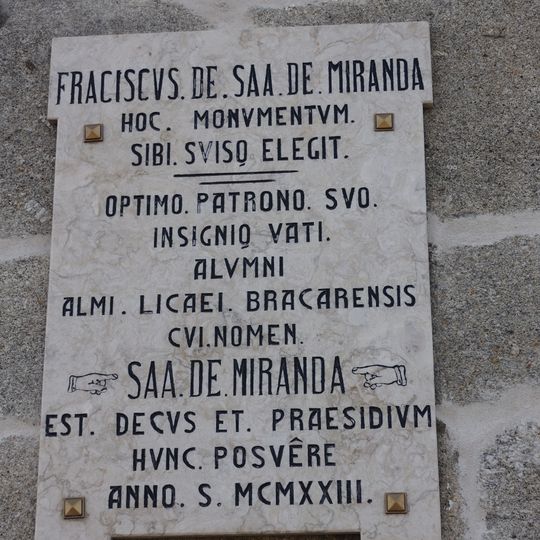 FRACISCVS. DE. SAA. DE. MIRANDA
HOC. MONVMENTVM.
SIBI. SVISQ ELEGIT.
OPTIMO. PATRONO. SVO.
INSIGNIQ VATI.
ALVMNI
ALMI. LICAEI. BRACARENSIS
CVI. NOMEN.
SAA. DE. MIRANDA
EST. DECVS ET. PRAESIDIVM
HVNC. POSVÊRE
ANNO. S. MCMXXIII.